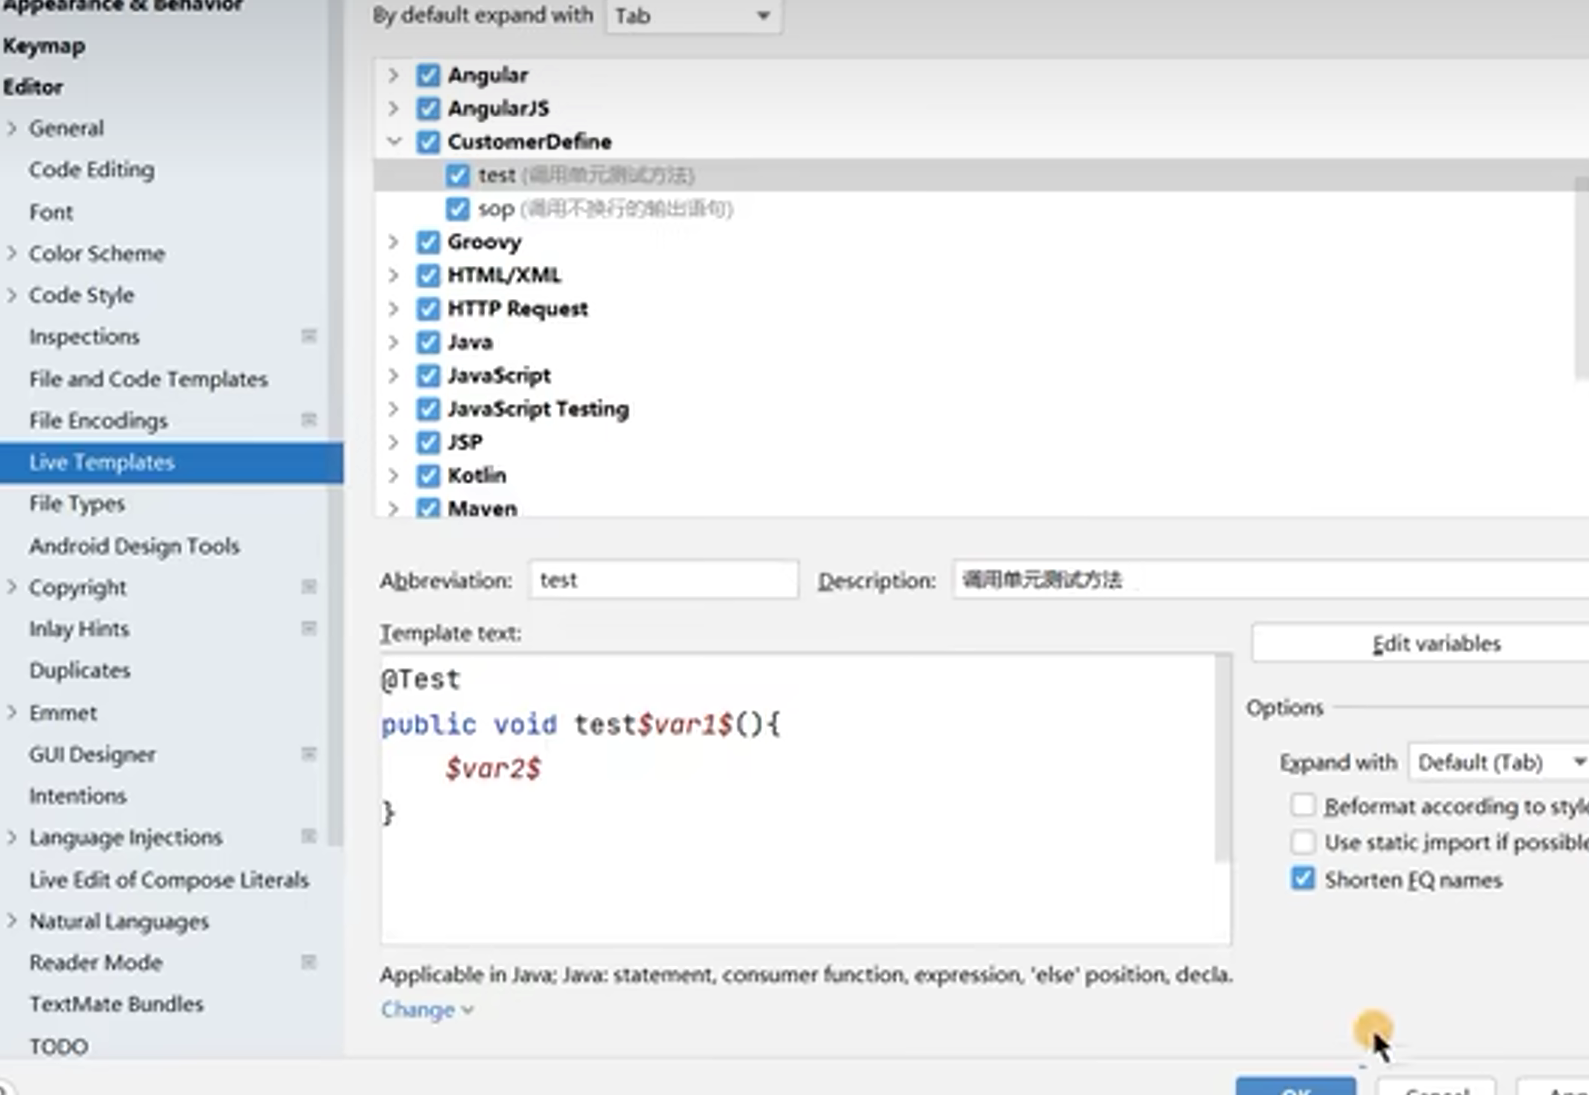 Appearance & Behavior
Keymap
Editor
General
Code Editing
Font
Color Scheme
Code Style
Inspections
File and Code Templates
File Encodings
Live Templates
File Types
Android Design Tools
Copyright
Inlay Hints
Duplicates
Emmet
GUI Designer
Intentions
Language Injections
Live Edit of Compose Literals
Natural Languages
Reader Mode
TextMate Bundles
TODO
By default expand with Tab
Angular
AngularJS
CustomerDefine
test (调用单元测试方法)
sop (调用不换行的输出语句)
Groovy
HTML/XML
HTTP Request
Java
JavaScript
JavaScript Testing
JSP
Kotlin
Maven
Abbreviation: test Description: 调用单元测试方法
Template text:
@Test
public void test$var1$(){
$var2$
}
Edit variables
Options
Expand with Default (Tab)
Reformat according to style
Use static import if possible
Shorten FQ names
Applicable in Java; Java: statement, consumer function, expression, 'else' position, decla.
Change
OK Cancel